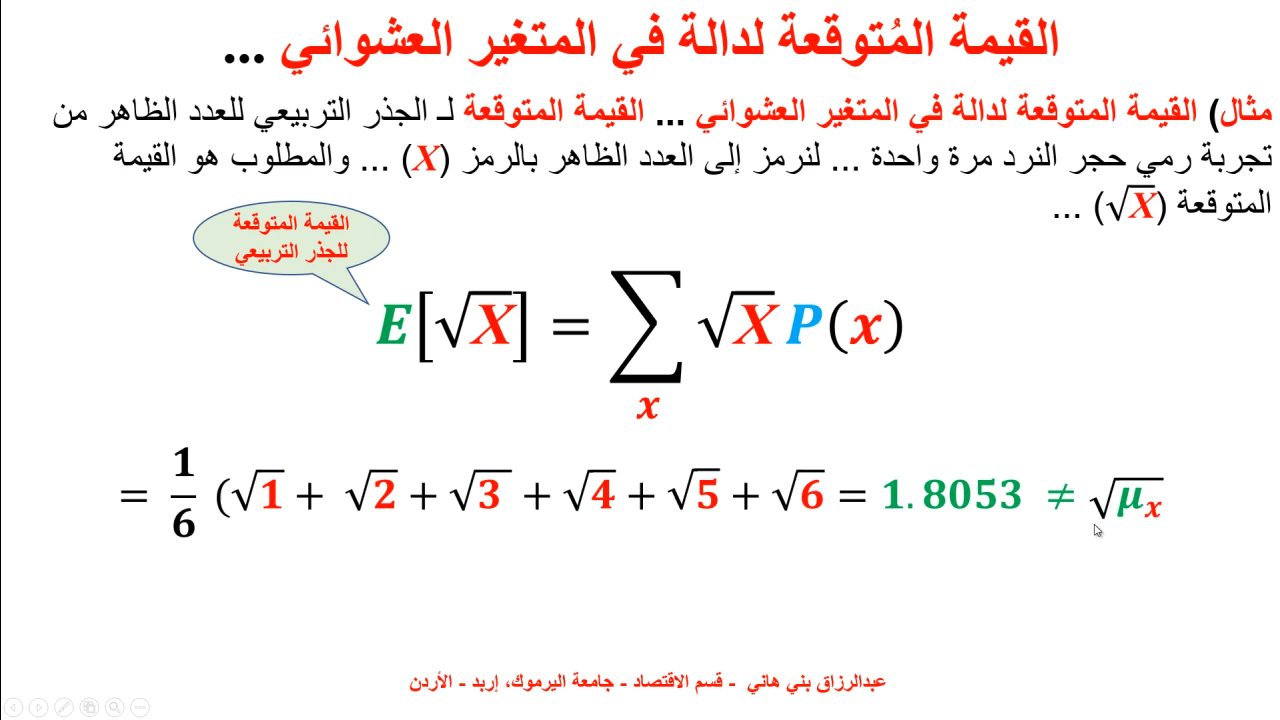 القيمة المُتوقعة لدالة في المتغير العشوائي ...
مثال) القيمة المتوقعة لدالة في المتغير العشوائي ... القيمة المتوقعة لـ الجذر التربيعي للعدد الظاهر من
تجربة رمي حجر النرد مرة واحدة ... لنرمز إلى العدد الظاهر بالرمز (X) ... والمطلوب هو القيمة
المتوقعة (√X) ...
القيمة المتوقعة
للجذر التربيعي
E[√X] = ∑ √X P(x)
x
= 1/6 (√1 + √2 + √3 + √4 + √5 + √6 = 1.8053 ≠ √μx
عبدالرزاق بني هاني - قسم الاقتصاد - جامعة اليرموك، إربد - الأردن